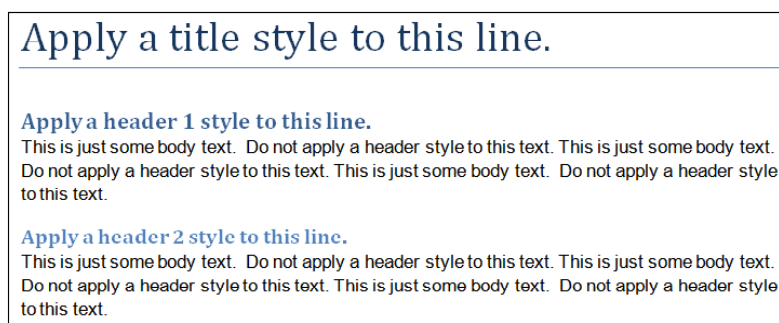 Apply a title style to this line.
Apply a header 1 style to this line.
This is just some body text.  Do not apply a header style to this text. This is just some body text.
Do not apply a header style to this text. This is just some body text.  Do not apply a header style
to this text.
Apply a header 2 style to this line.
This is just some body text.  Do not apply a header style to this text. This is just some body text.
Do not apply a header style to this text. This is just some body text.  Do not apply a header style
to this text.